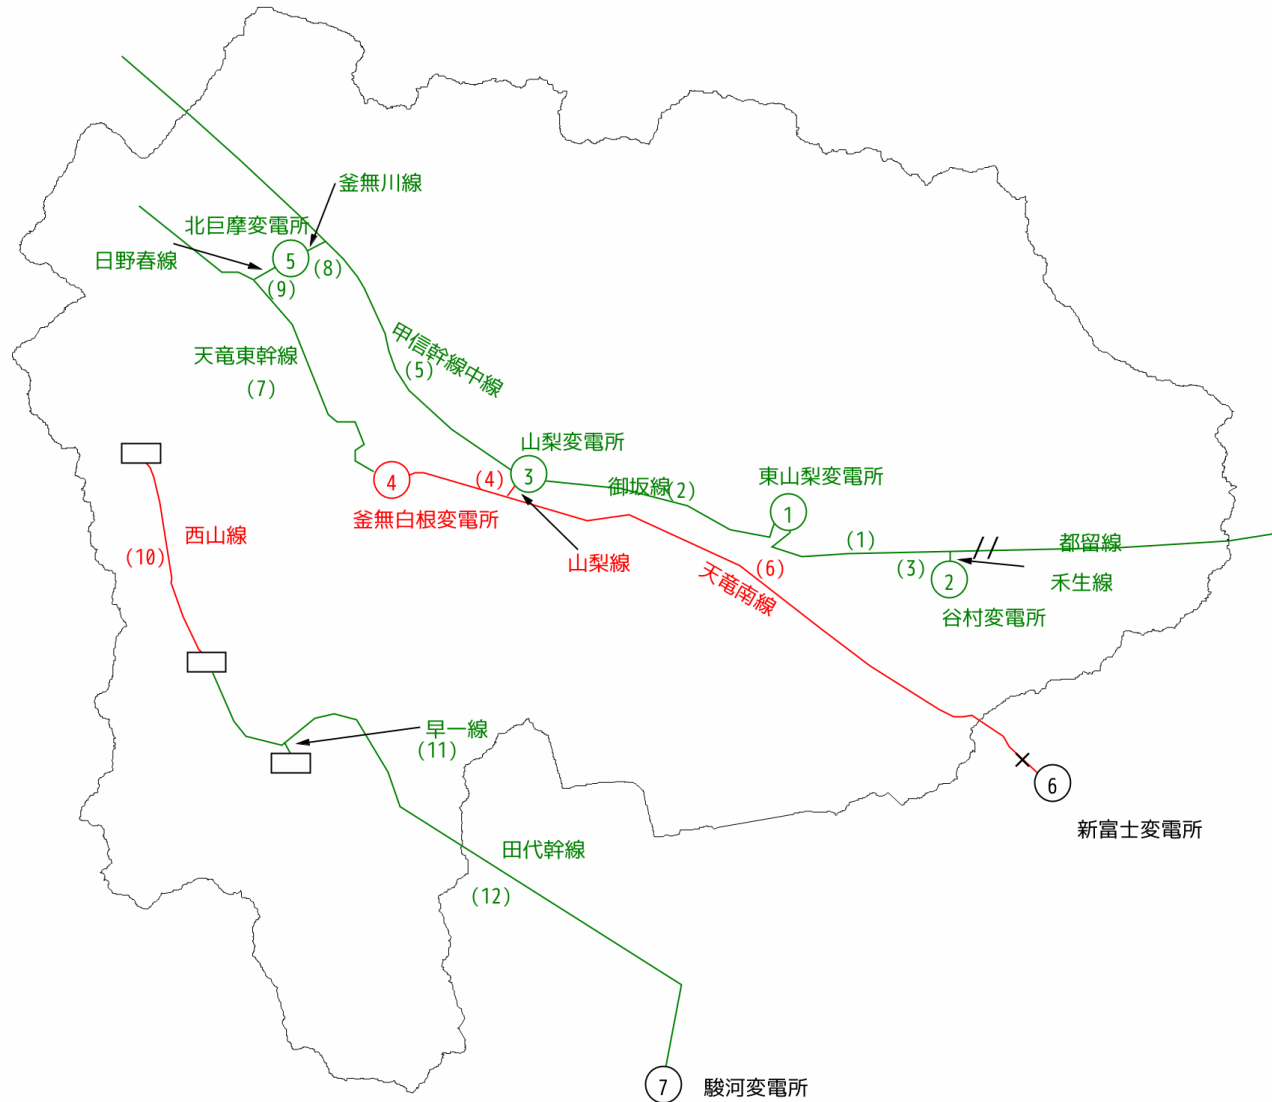 釜無川線
北巨摩変電所
5
(8)
日野春線
(9)
天竜東幹線
(7)
甲信幹線中線
(5)
山梨変電所
3
(4)
4
釜無白根変電所
御坂線
(2)
東山梨変電所
1
山梨線
(1)
都留線
(3)
2
禾生線
谷村変電所
(6)
天竜南線
西山線
(10)
早一線
(11)
6
新富士変電所
田代幹線
(12)
7
駿河変電所